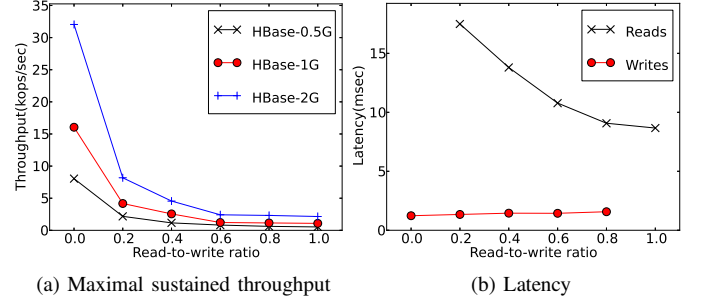 Throughput(kops/sec)
35
30
25
20
15
10
5
0
0.0 0.2 0.4 0.6 0.8 1.0
Read-to-write ratio
HBase-0.5G
HBase-1G
HBase-2G
(a) Maximal sustained throughput
Latency(msec)
15
10
5
0
0.0 0.2 0.4 0.6 0.8 1.0
Read-to-write ratio
Reads
Writes
(b) Latency